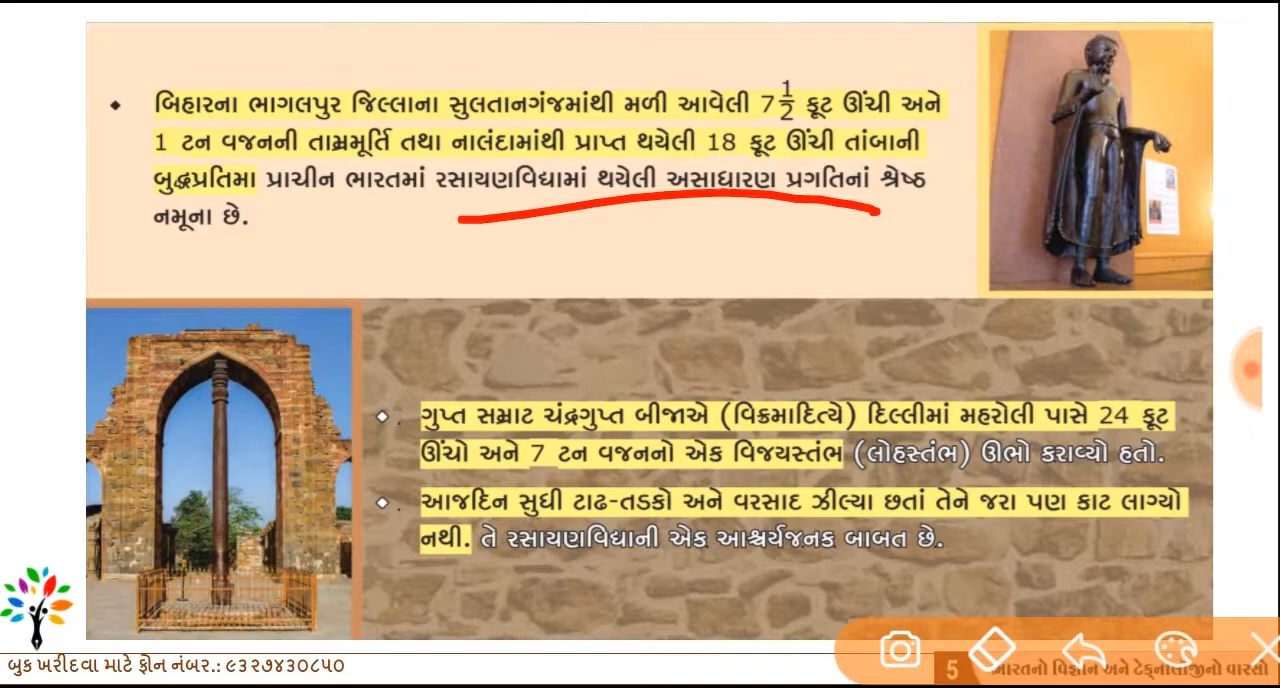 બિહારના ભાગલપુર જિલ્લાના સુલતાનગંજમાંથી મળી આવેલી 7 1/2 ફૂટ ઊંચી અને
1 ટન વજનની તામ્રમૂર્તિ તથા નાલંદામાંથી પ્રાપ્ત થયેલી 18 ફૂટ ઊંચી તાંબાની
બુદ્ધપ્રતિમા પ્રાચીન ભારતમાં રસાયણવિદ્યામાં થયેલી અસાધારણ પ્રગતિનાં શ્રેષ્ઠ
નમૂના છે.
ગુપ્ત સમ્રાટ ચંદ્રગુપ્ત બીજાએ (વિક્રમાદિત્યે) દિલ્લીમાં મહરોલી પાસે 24 ફૂટ
ઊંચો અને 7 ટન વજનનો એક વિજયસ્તંભ (લોહસ્તંભ) ઊભો કરાવ્યો હતો.
આજદિન સુધી ટાઢ-તડકો અને વરસાદ ઝીલ્યા છતાં તેને જરા પણ કાટ લાગ્યો
નથી. તે રસાયણવિદ્યાની એક આશ્ચર્યજનક બાબત છે.
બુક ખરીદવા માટે ફોન નંબર.: ૯૩૨૭૪૩૦૮૫૦
5 ભારતનો વિજ્ઞાન અને ટેક્નોલૉજીનો વારસો